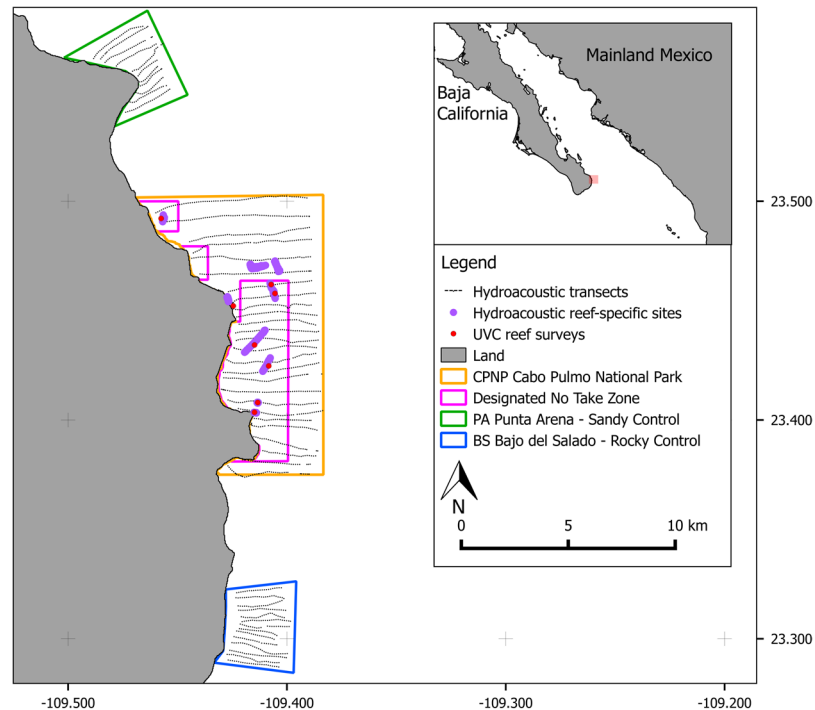 Mainland Mexico
Baja
California
23.500
Legend
Hydroacoustic transects
Hydroacoustic reef-specific sites
UVC reef surveys
Land
CPNP Cabo Pulmo National Park
Designated No Take Zone
PA Punta Arena - Sandy Control
23.400
BS Bajo del Salado - Rocky Control
N
0 5 10 km
23.300
-109.500 -109.400 -109.300 -109.200